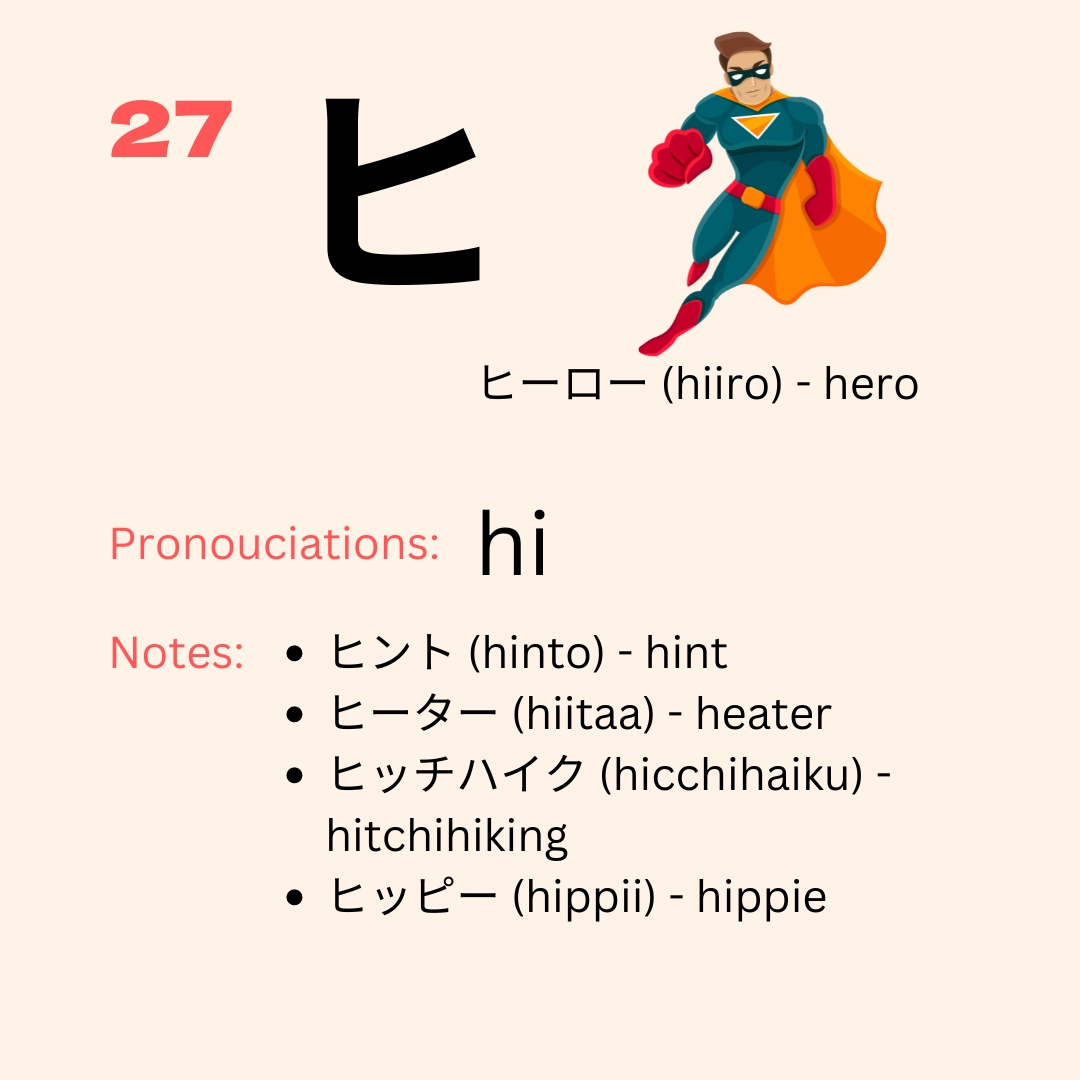 27
ヒ
ヒーロー (hiiro) - hero
Pronouciations: hi
Notes:
• ヒント (hinto) - hint
• ヒーター (hiitaa) - heater
• ヒッチハイク (hicchihaiku) -
hitchihiking
• ヒッピー (hippii) - hippie